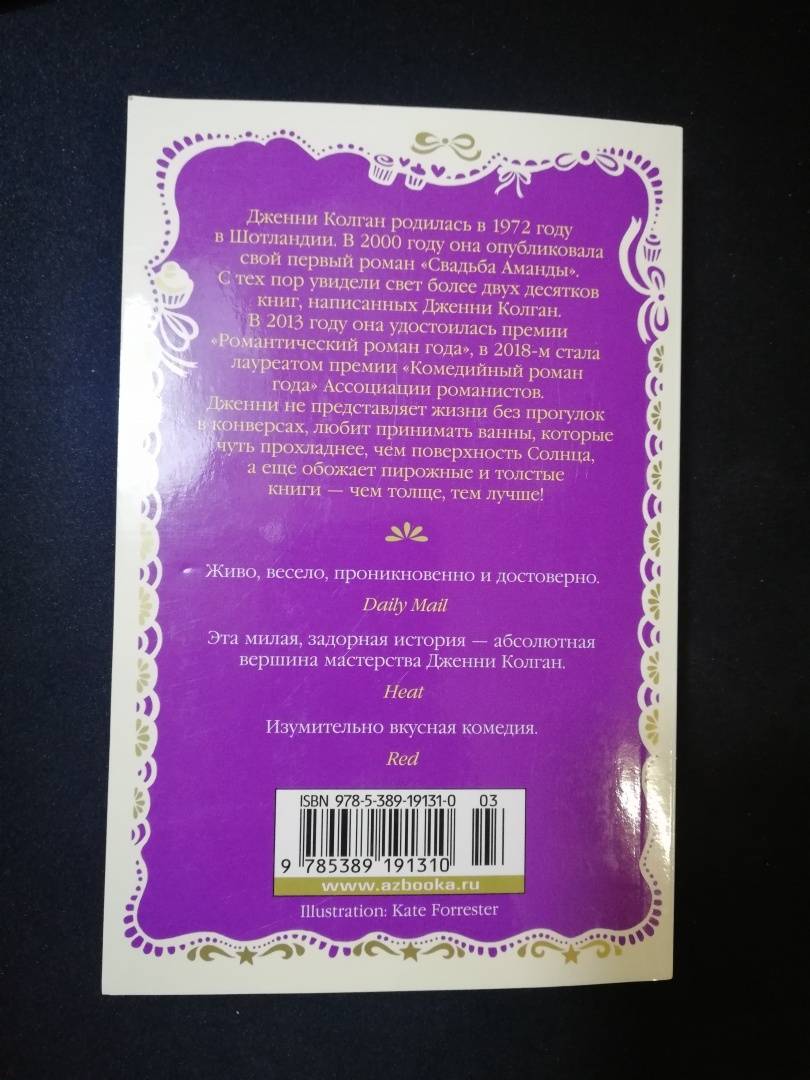 Дженни Колган родилась в 1972 году
в Шотландии. В 2000 году она опубликовала
свой первый роман «Свадьба Аманды».
С тех пор увидели свет более двух десятков
книг, написанных Дженни Колган.
В 2013 году она удостоилась премии
«Романтический роман года», в 2018-м стала
лауреатом премии «Комедийный роман
года» Ассоциации романистов.
Дженни не представляет жизни без прогулок
в конверсах, любит принимать ванны, которые
чуть прохладнее, чем поверхность Солнца,
а еще обожает пирожные и толстые
книги — чем толще, тем лучше!
Живо, весело, проникновенно и достоверно.
Daily Mail
Эта милая, задорная история — абсолютная
вершина мастерства Дженни Колган.
Heat
Изумительно вкусная комедия.
Red
ISBN 978-5-389-19131-0 03
9 785389 191310
www.azbooka.ru
Illustration: Kate Forrester